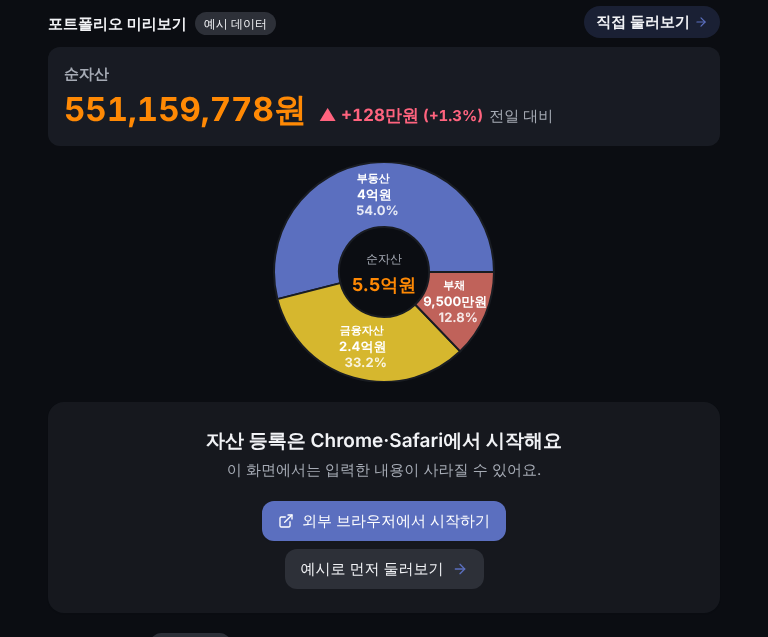 포트폴리오 미리보기 예시 데이터 직접 둘러보기 →
순자산
551,159,778원 ▲ +128만원 (+1.3%) 전일 대비
부동산
4억원
54.0%
순자산
5.5억원
부채
9,500만원
12.8%
금융자산
2.4억원
33.2%
자산 등록은 Chrome·Safari에서 시작해요
이 화면에서는 입력한 내용이 사라질 수 있어요.
외부 브라우저에서 시작하기
예시로 먼저 둘러보기 →